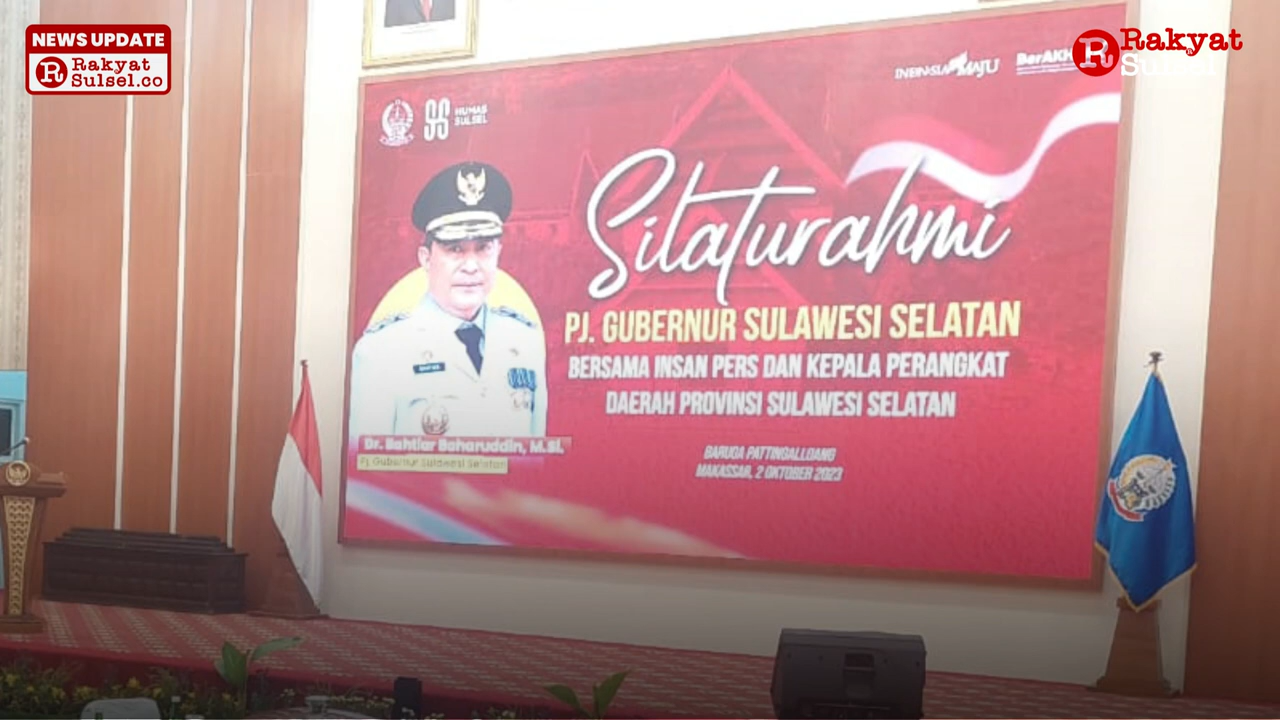 NEWS UPDATE
Rakyat
Sulsel.co
Rakyat
Sulsel
INDONESIA MAJU
HUMAS
SULSEL
Silaturahmi
PJ. GUBERNUR SULAWESI SELATAN
BERSAMA INSAN PERS DAN KEPALA PERANGKAT
DAERAH PROVINSI SULAWESI SELATAN
Dr. Bahtiar Baharuddin, M.Si.
Pj. Gubernur Sulawesi Selatan
BARUGA PATTINGALLOANG
MAKASSAR, 2 OKTOBER 2023